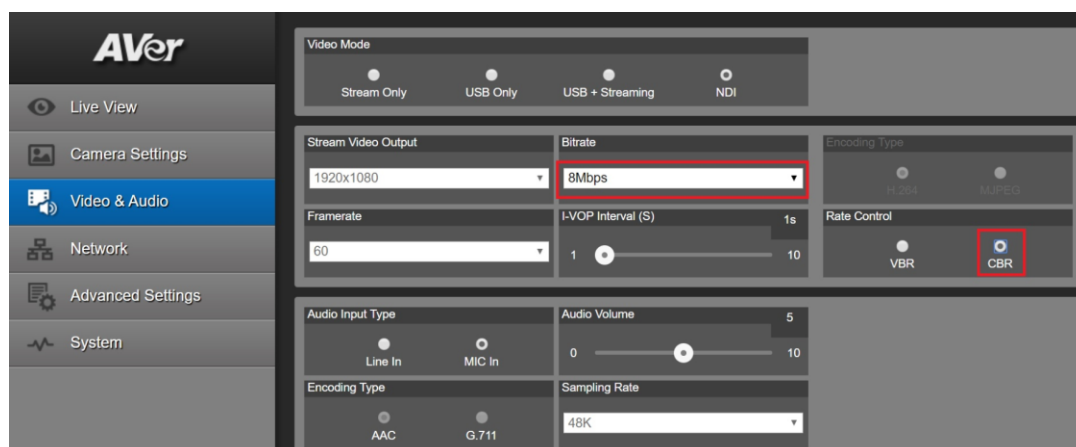 AVer
Live View
Camera Settings
Video & Audio
Network
Advanced Settings
System
Video Mode
Stream Only USB Only USB + Streaming NDI
Stream Video Output
1920x1080
Bitrate
8Mbps
Encoding Type
H.264 MJPEG
Framerate
60
I-VOP Interval (S) 1s
1 10
Rate Control
VBR CBR
Audio Input Type
Line In MIC In
Audio Volume 5
0 10
Encoding Type
AAC G.711
Sampling Rate
48K